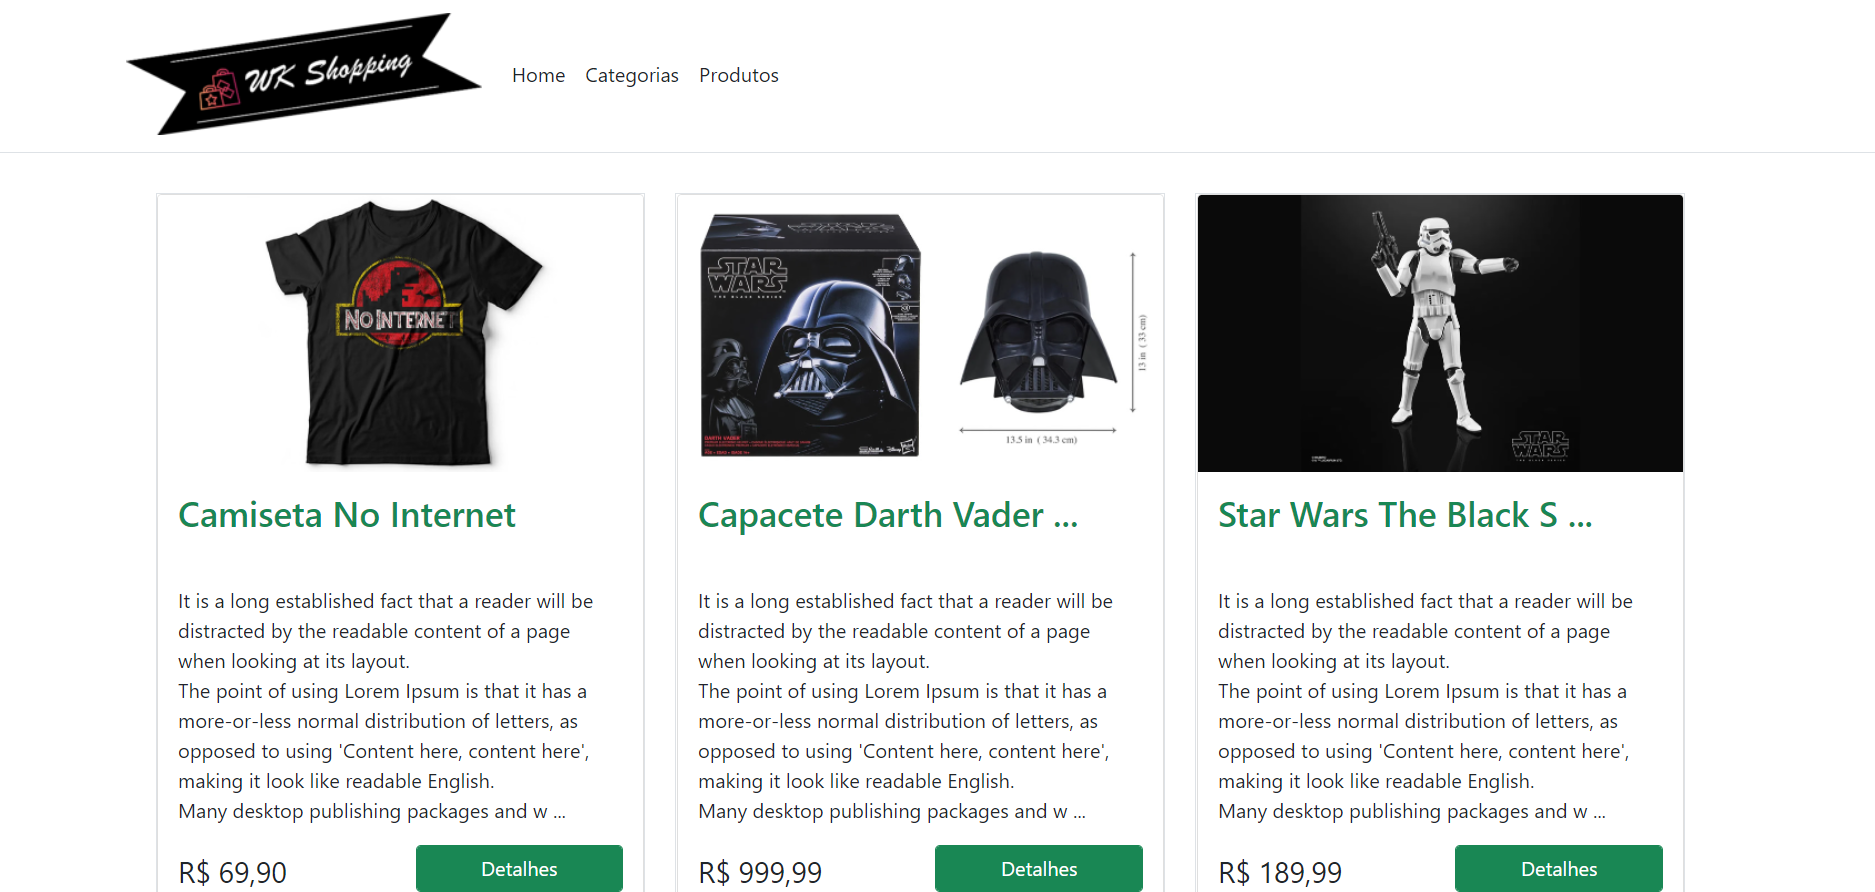 WK Shopping
Home Categorias Produtos
NO INTERNET
STAR
WARS
THE BLACK SERIES
DARTH VADER
Hasbro
13 in ( 33 cm)
13.5 in ( 34.3 cm)
STAR
WARS
THE BLACK SERIES
Camiseta No Internet
It is a long established fact that a reader will be
distracted by the readable content of a page
when looking at its layout.
The point of using Lorem Ipsum is that it has a
more-or-less normal distribution of letters, as
opposed to using 'Content here, content here',
making it look like readable English.
Many desktop publishing packages and w ...
R$ 69,90
Detalhes
Capacete Darth Vader ...
It is a long established fact that a reader will be
distracted by the readable content of a page
when looking at its layout.
The point of using Lorem Ipsum is that it has a
more-or-less normal distribution of letters, as
opposed to using 'Content here, content here',
making it look like readable English.
Many desktop publishing packages and w ...
R$ 999,99
Detalhes
Star Wars The Black S ...
It is a long established fact that a reader will be
distracted by the readable content of a page
when looking at its layout.
The point of using Lorem Ipsum is that it has a
more-or-less normal distribution of letters, as
opposed to using 'Content here, content here',
making it look like readable English.
Many desktop publishing packages and w ...
R$ 189,99
Detalhes